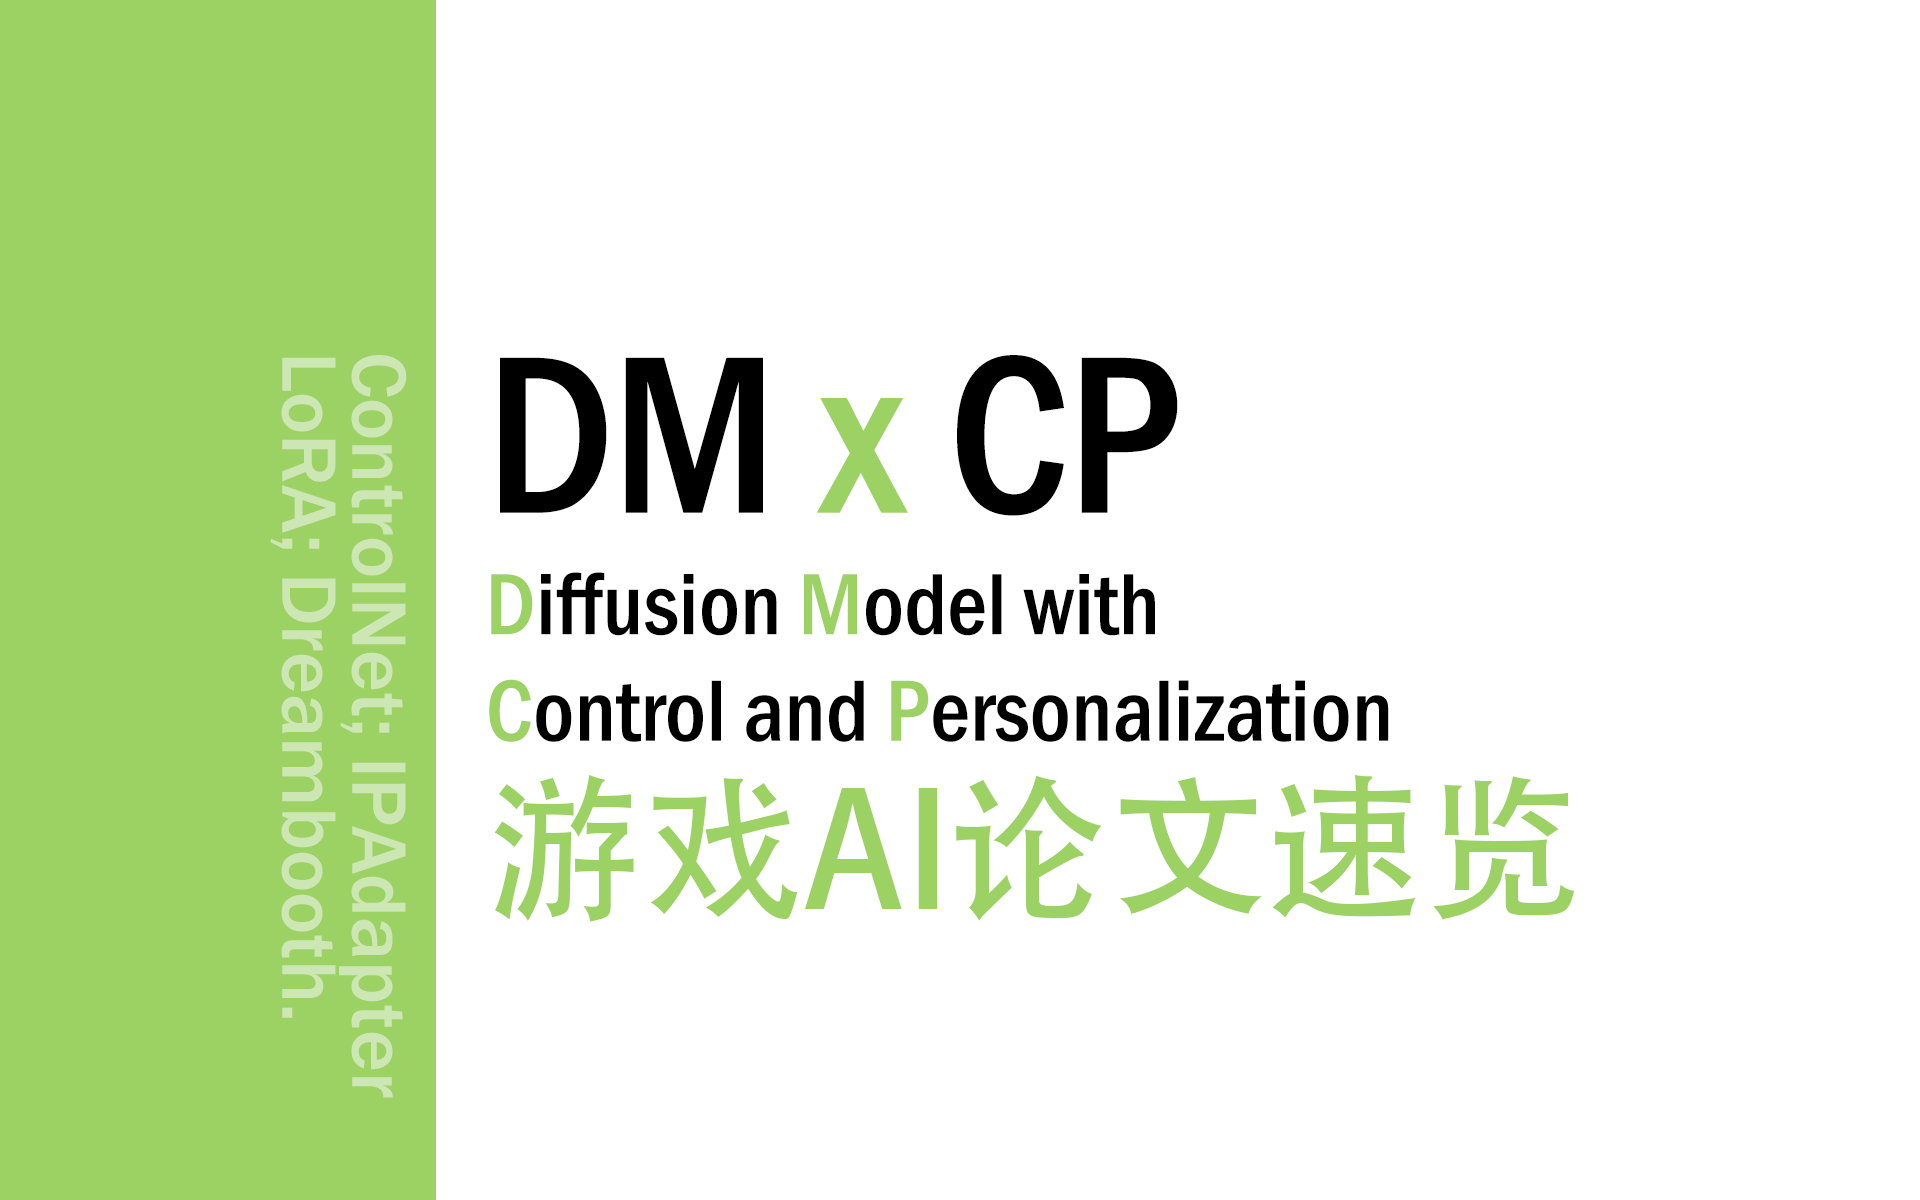 ControlNet; IPAdapter
LoRA; Dreambooth.
DM x CP
Diffusion Model with
Control and Personalization
游戏AI论文速览